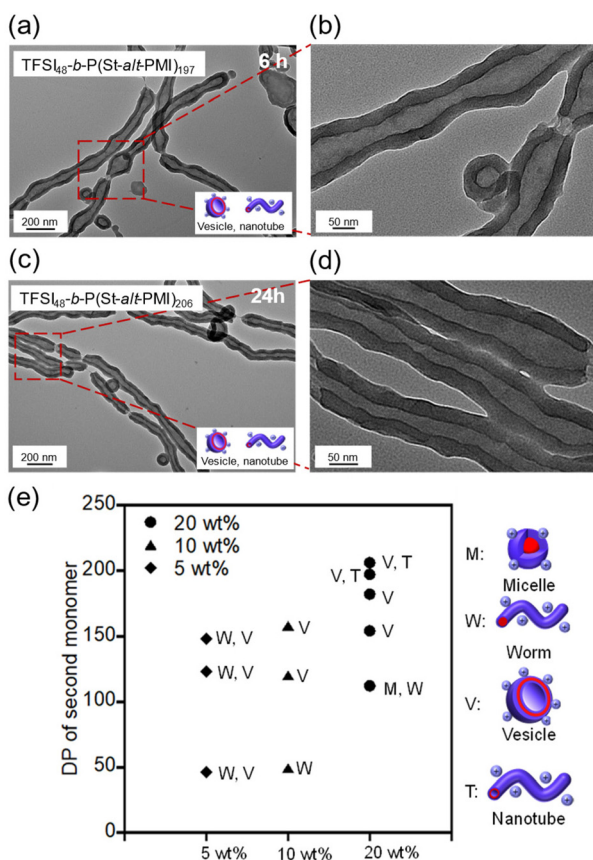 (a)
(b)
TFSI48-b-P(St-alt-PMI)197
6 h
200 nm
Vesicle, nanotube
50 nm
(c)
(d)
TFSI48-b-P(St-alt-PMI)206
24h
200 nm
Vesicle, nanotube
50 nm
(e)
250
200
150
100
50
0
DP of second monomer
20 wt%
10 wt%
5 wt%
V, T
V, T
V
V
M, W
V
V
W
W, V
W, V
W, V
5 wt%
10 wt%
20 wt%
M:
Micelle
W:
Worm
V:
Vesicle
T:
Nanotube